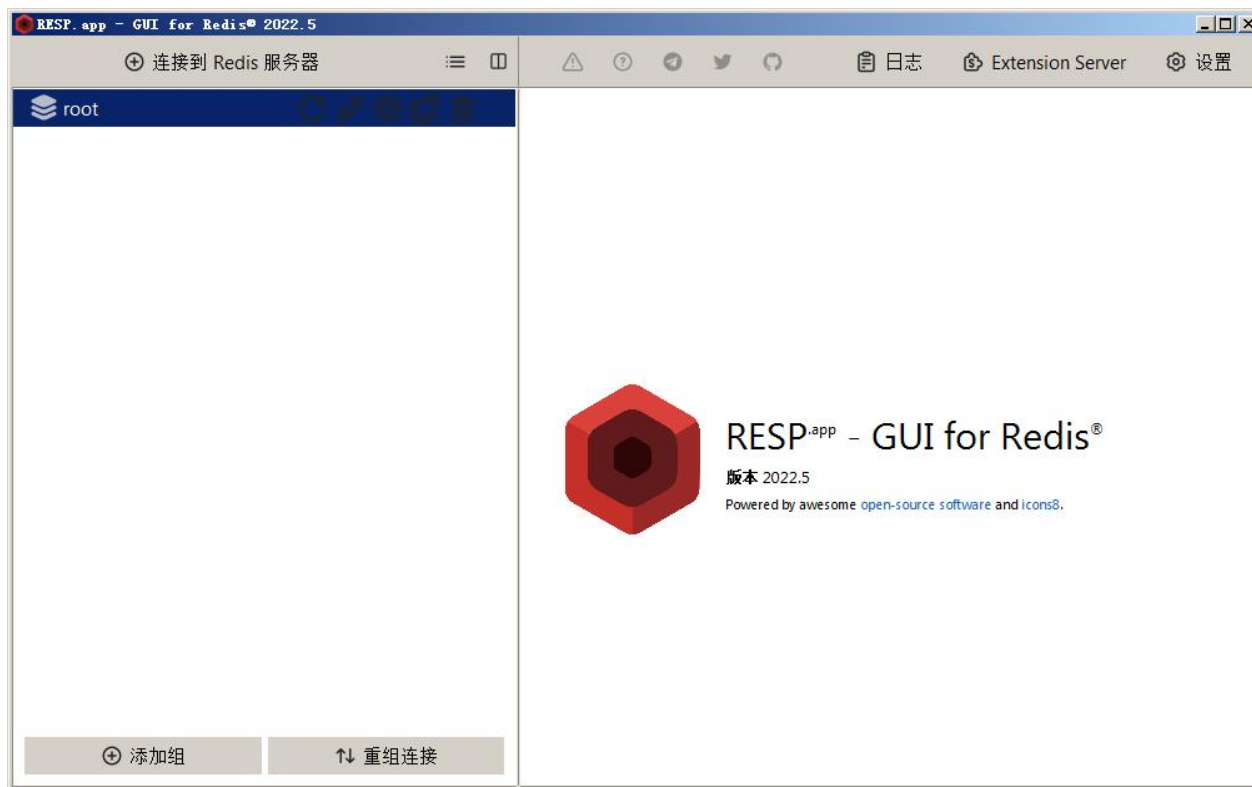 RESP.app - GUI for Redis® 2022.5
连接到 Redis 服务器
日志
Extension Server
设置
root
RESP.app - GUI for Redis®
版本 2022.5
Powered by awesome open-source software and icons8.
添加组
重组连接